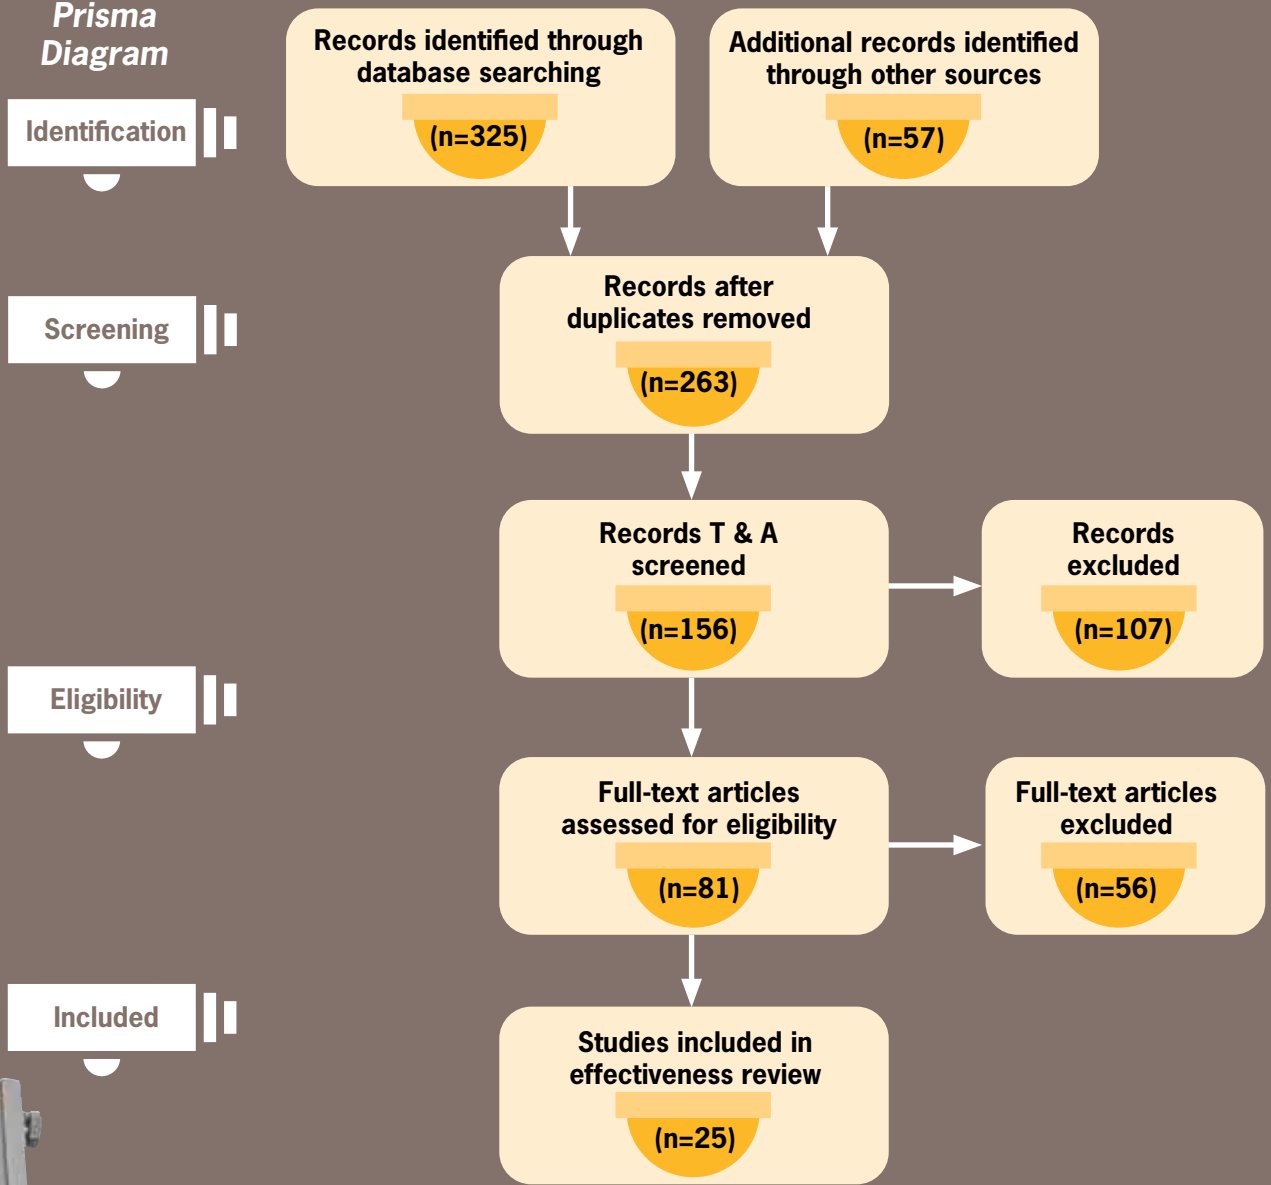 Prisma
Diagram
Records identified through
database searching
(n=325)
Additional records identified
through other sources
(n=57)
Identification
Records after
duplicates removed
(n=263)
Screening
Records T & A
screened
(n=156)
Records
excluded
(n=107)
Eligibility
Full-text articles
assessed for eligibility
(n=81)
Full-text articles
excluded
(n=56)
Included
Studies included in
effectiveness review
(n=25)